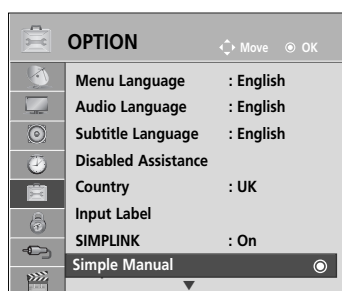 OPTION Move OK
Menu Language : English
Audio Language : English
Subtitle Language : English
Disabled Assistance
Country : UK
Input Label
SIMPLINK : On
Simple Manual